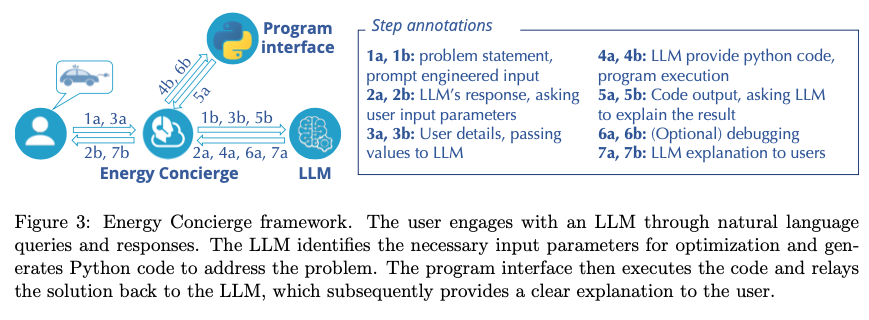 Program
interface
4b, 6b
5a
1a, 3a
2b, 7b
1b, 3b, 5b
2a, 4a, 6a, 7a
Energy Concierge
LLM
Step annotations
1a, 1b: problem statement,
prompt engineered input
2a, 2b: LLM's response, asking
user input parameters
3a, 3b: User details, passing
values to LLM
4a, 4b: LLM provide python code,
program execution
5a, 5b: Code output, asking LLM
to explain the result
6a, 6b: (Optional) debugging
7a, 7b: LLM explanation to users
Figure 3: Energy Concierge framework. The user engages with an LLM through natural language
queries and responses. The LLM identifies the necessary input parameters for optimization and gen-
erates Python code to address the problem. The program interface then executes the code and relays
the solution back to the LLM, which subsequently provides a clear explanation to the user.